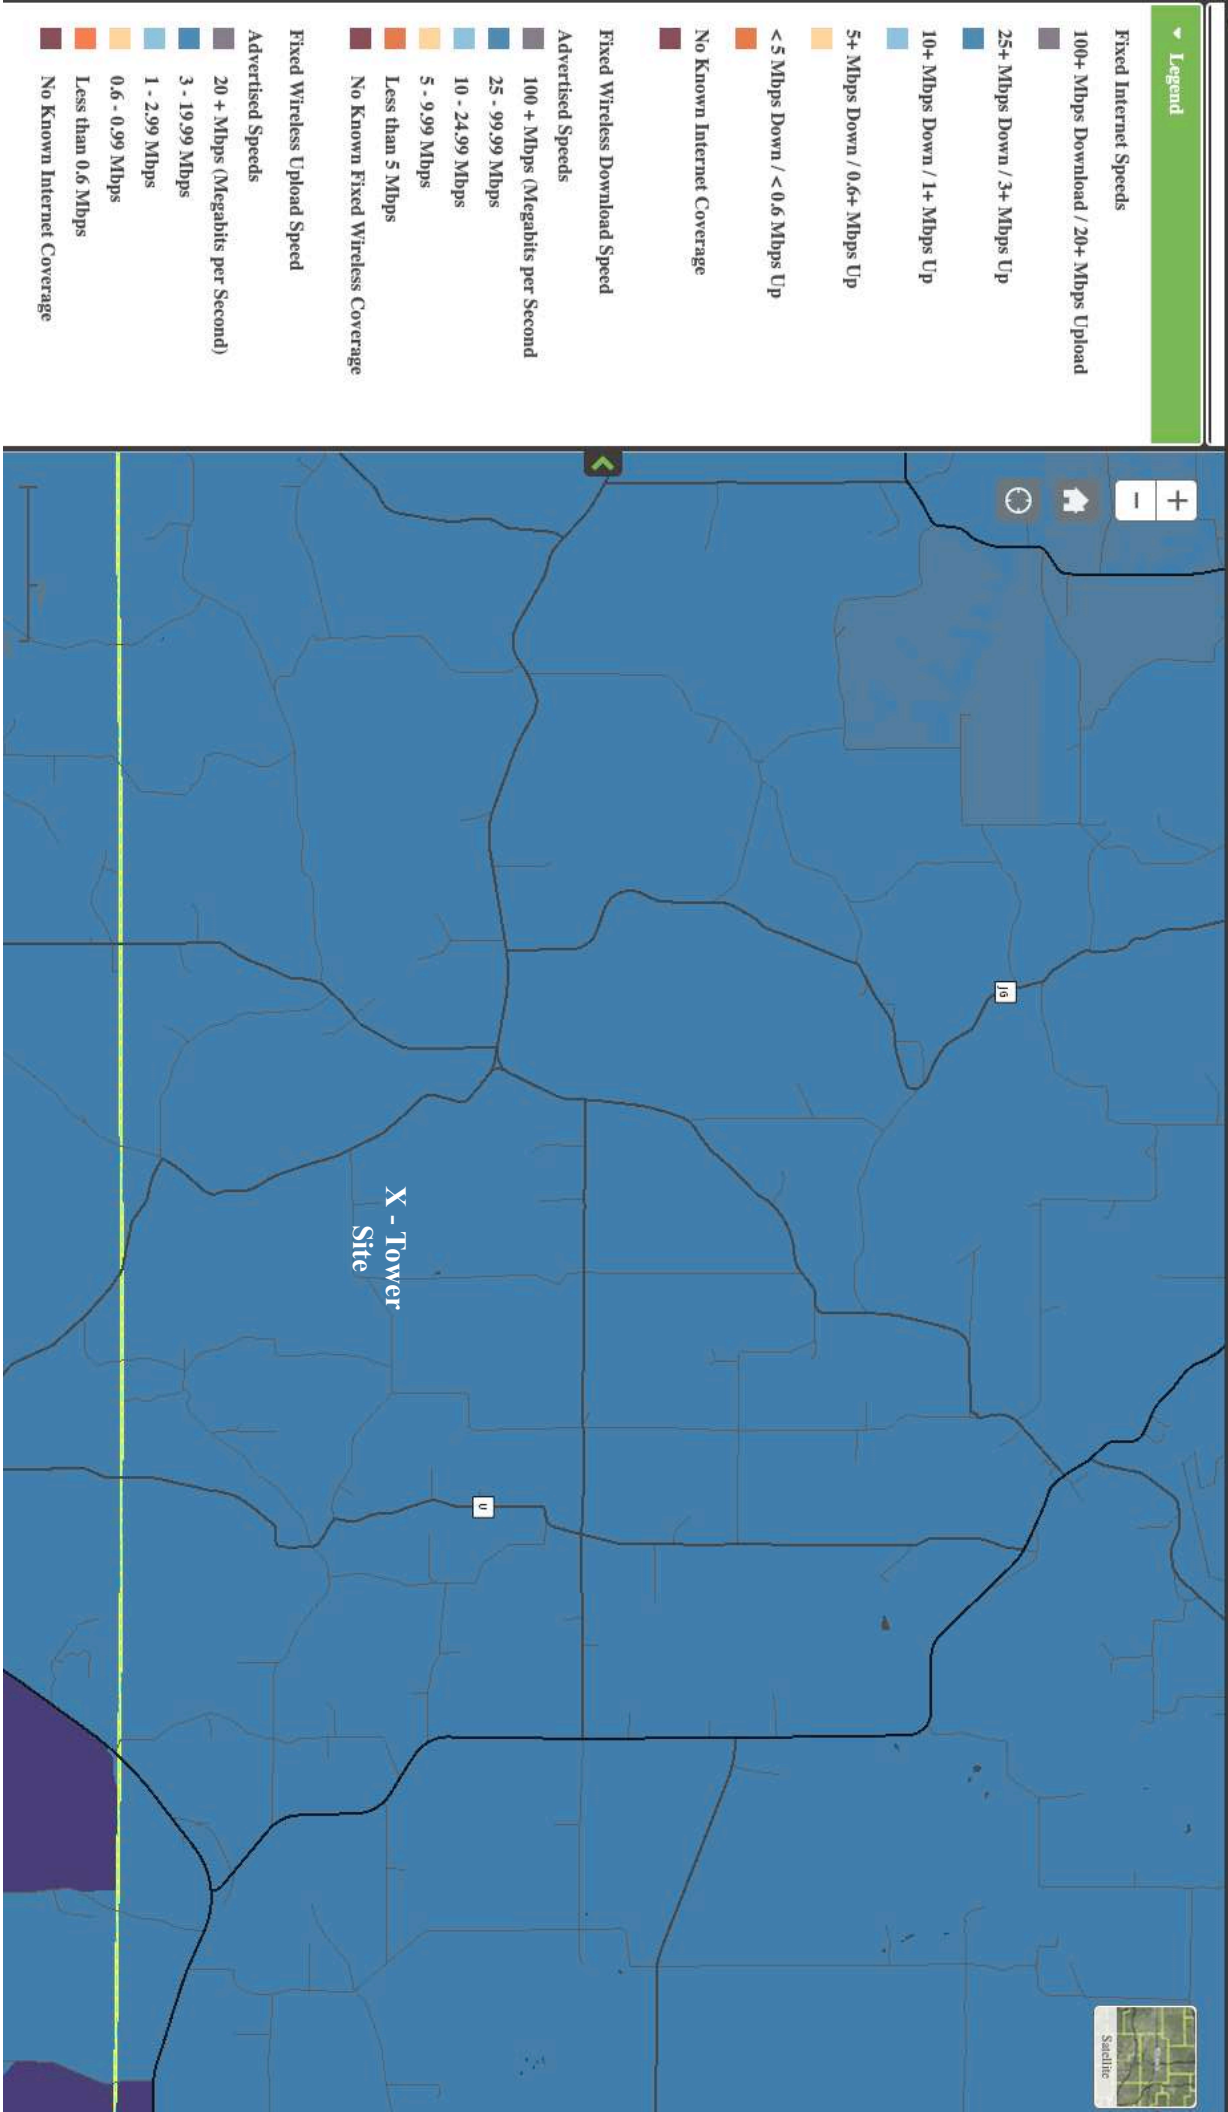 Legend
Fixed Internet Speeds
100+ Mbps Download / 20+ Mbps Upload
25+ Mbps Down / 3+ Mbps Up
10+ Mbps Down / 1+ Mbps Up
5+ Mbps Down / 0.6+ Mbps Up
< 5 Mbps Down / < 0.6 Mbps Up
No Known Internet Coverage
Fixed Wireless Download Speed
Advertised Speeds
100 + Mbps (Megabits per Second
25 - 99.99 Mbps
10 - 24.99 Mbps
5 - 9.99 Mbps
Less than 5 Mbps
No Known Fixed Wireless Coverage
Fixed Wireless Upload Speed
Advertised Speeds
20 + Mbps (Megabits per Second)
3 - 19.99 Mbps
1 - 2.99 Mbps
0.6 - 0.99 Mbps
Less than 0.6 Mbps
No Known Internet Coverage
+
−
JG
X - Tower
Site
U
Satellite